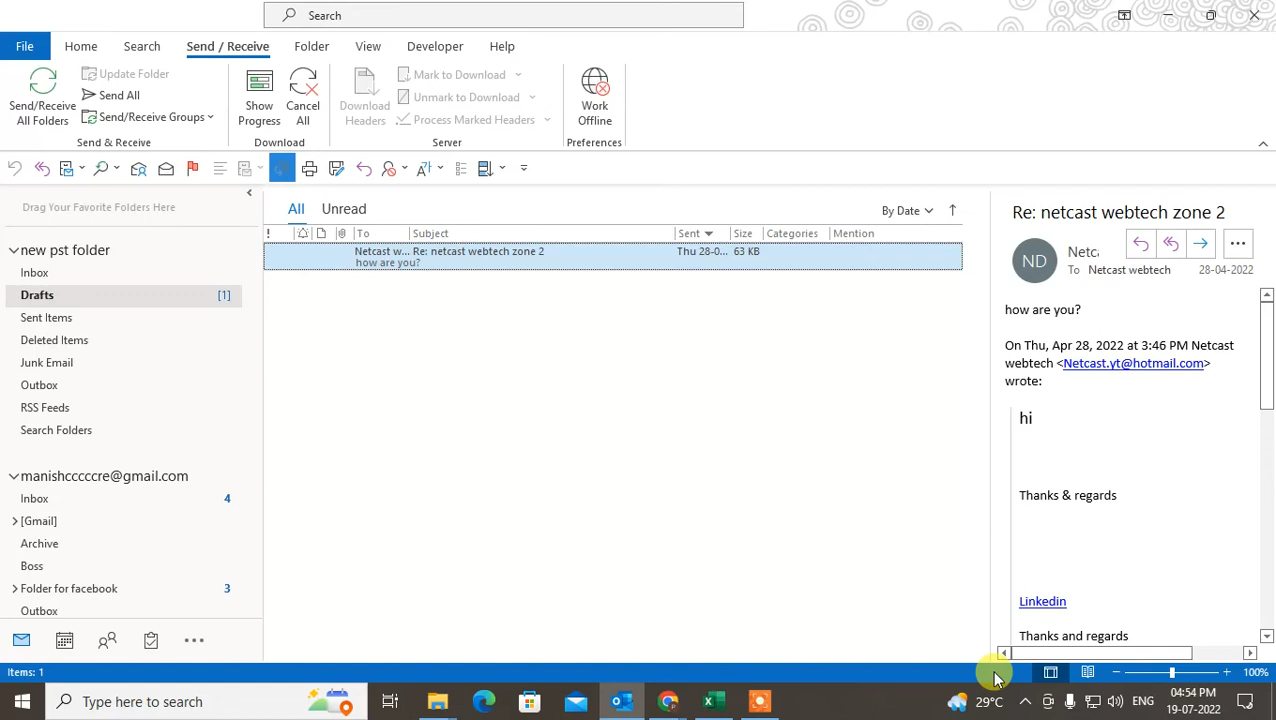 Search
File Home Search Send / Receive Folder View Developer Help
Send/Receive All Folders
Update Folder
Send All
Send/Receive Groups
Send & Receive
Show Progress
Cancel All
Download
Download Headers
Mark to Download
Unmark to Download
Process Marked Headers
Server
Work Offline
Preferences
Drag Your Favorite Folders Here
new pst folder
Inbox
Drafts [1]
Sent Items
Deleted Items
Junk Email
Outbox
RSS Feeds
Search Folders
manishcccccre@gmail.com
Inbox 4
[Gmail]
Archive
Boss
Folder for facebook 3
Outbox
All Unread
By Date
! To Subject Sent Size Categories Mention
Netcast w... Re: netcast webtech zone 2 Thu 28-0... 63 KB
how are you?
Re: netcast webtech zone 2
ND
Netca
To Netcast webtech 28-04-2022
how are you?
On Thu, Apr 28, 2022 at 3:46 PM Netcast
webtech <Netcast.yt@hotmail.com>
wrote:
hi
Thanks & regards
Linkedin
Thanks and regards
Items: 1
100%
Type here to search
29°C
ENG
04:54 PM
19-07-2022